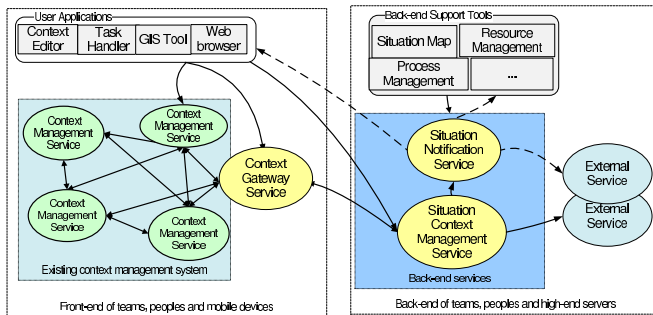 User Applications
Context Editor
Task Handler
GIS Tool
Web browser
Back-end Support Tools
Situation Map
Resource Management
Process Management
...
Context Management Service
Context Management Service
Context Management Service
Context Management Service
Context Gateway Service
Existing context management system
Front-end of teams, peoples and mobile devices
Situation Notification Service
Situation Context Management Service
Back-end services
External Service
External Service
Back-end of teams, peoples and high-end servers